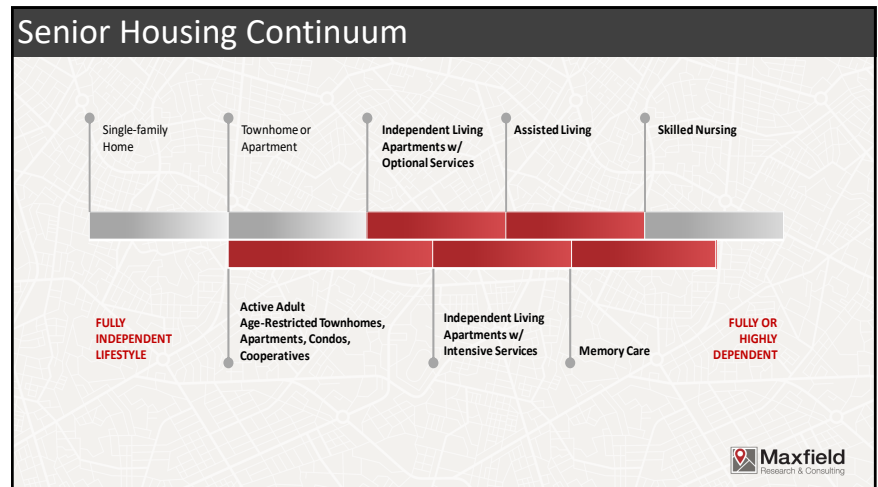 Senior Housing Continuum
Single-family
Home
Townhome or
Apartment
Independent Living
Apartments w/
Optional Services
Assisted Living
Skilled Nursing
FULLY
INDEPENDENT
LIFESTYLE
Active Adult
Age-Restricted Townhomes,
Apartments, Condos,
Cooperatives
Independent Living
Apartments w/
Intensive Services
Memory Care
FULLY OR
HIGHLY
DEPENDENT
Maxfield
Research & Consulting